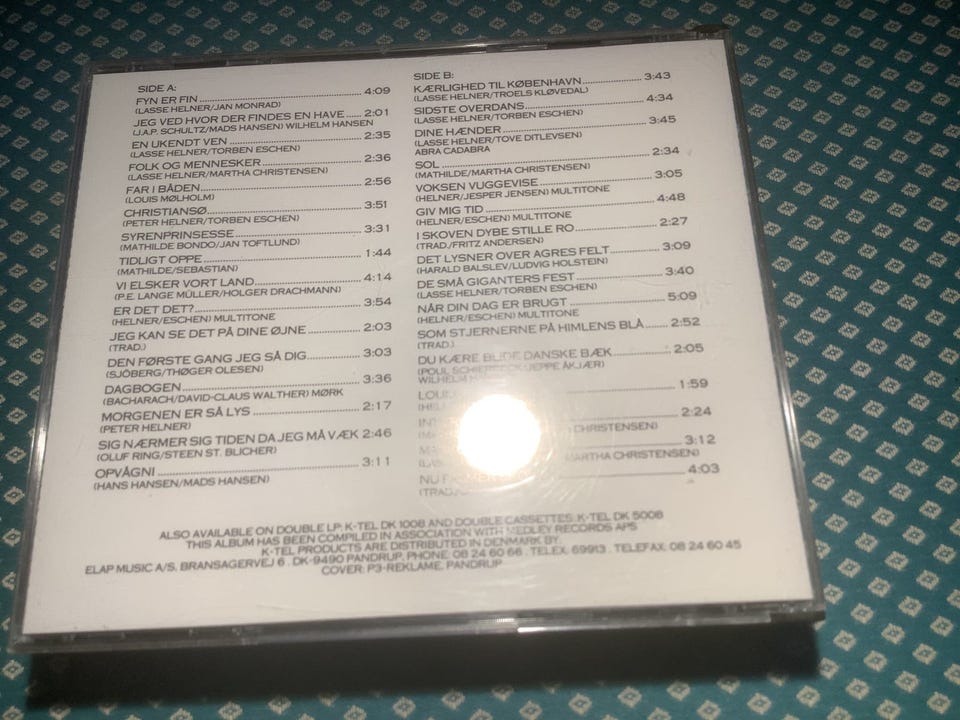 SIDE A:
FYN ER FIN 4:09
(LASSE HELNER/JAN MONRAD)
JEG VED HVOR DER FINDES EN HAVE 2:01
(J.A.P. SCHULTZ/MADS HANSEN) WILHELM HANSEN
EN UKENDT VEN 2:35
(LASSE HELNER/TORBEN ESCHEN)
FOLK OG MENNESKER 2:36
(LASSE HELNER/MARTHA CHRISTENSEN)
FAR I BÅDEN 2:56
(LOUIS MØLHOLM)
CHRISTIANSØ 3:51
(PETER HELNER/TORBEN ESCHEN)
SYRENPRINSESSE 3:31
(MATHILDE BONDO/JAN TOFTLUND)
TIDLIGT OPPE 1:44
(MATHILDE/SEBASTIAN)
VI ELSKER VORT LAND 4:14
(P.E. LANGE MÜLLER/HOLGER DRACHMANN)
ER DET DET? 3:54
(HELNER/ESCHEN) MULTITONE
JEG KAN SE DET PÅ DINE ØJNE 2:03
(TRAD.)
DEN FØRSTE GANG JEG SÅ DIG 3:03
(SJÖBERG/THØGER OLESEN)
DAGBOGEN 3:36
(BACHARACH/DAVID-CLAUS WALTHER) MØRK
MORGENEN ER SÅ LYS 2:17
(PETER HELNER)
SIG NÆRMER SIG TIDEN DA JEG MÅ VÆK 2:46
(OLUF RING/STEEN ST. BLICHER)
OPVÅGNI 3:11
(HANS HANSEN/MADS HANSEN)
SIDE B:
KÆRLIGHED TIL KØBENHAVN 3:43
(LASSE HELNER/TROELS KLØVEDAL)
SIDSTE OVERDANS 4:34
(LASSE HELNER/TORBEN ESCHEN)
DINE HÆNDER 3:45
(LASSE HELNER/TOVE DITLEVSEN)
ABRA CADABRA
SOL 2:34
(MATHILDE/MARTHA CHRISTENSEN)
VOKSEN VUGGEVISE 3:05
(HELNER/JESPER JENSEN) MULTITONE
GIV MIG TID 4:48
(HELNER/ESCHEN) MULTITONE
I SKOVEN DYBE STILLE RO 2:27
(TRAD./FRITZ ANDERSEN)
DET LYSNER OVER AGRES FELT 3:09
(HARALD BALSLEV/LUDVIG HOLSTEIN)
DE SMÅ GIGANTERS FEST 3:40
(LASSE HELNER/TORBEN ESCHEN)
NÅR DIN DAG ER BRUGT 5:09
(HELNER/ESCHEN) MULTITONE
SOM STJERNERNE PÅ HIMLENS BLÅ 2:52
(TRAD.)
DU KÆRE BLIDE DANSKE BÆK 2:05
(POUL SCHIERBECK/JEPPE ÅKJÆR)
WILHELM
1:59
2:24
CHRISTENSEN)
3:12
MARTHA CHRISTENSEN)
NU 4:03
ALSO AVAILABLE ON DOUBLE LP: K-TEL DK 1008 AND DOUBLE CASSETTES: K-TEL DK 5008
THIS ALBUM HAS BEEN COMPILED IN ASSOCIATION WITH MEDLEY RECORDS APS
K-TEL PRODUCTS ARE DISTRIBUTED IN DENMARK BY:
ELAP MUSIC A/S, BRANSAGERVEJ 6 . DK-9490 PANDRUP, PHONE: 08 24 60 66 . TELEX. 69913 . TELEFAX. 08 24 60 45
COVER: P3-REKLAME, PANDRUP